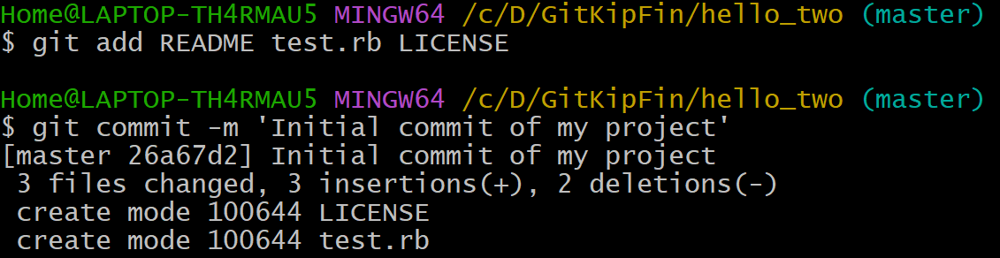 Home@LAPTOP-TH4RMAU5 MINGW64 /c/D/GitKipFin/hello_two (master)
$ git add README test.rb LICENSE
Home@LAPTOP-TH4RMAU5 MINGW64 /c/D/GitKipFin/hello_two (master)
$ git commit -m 'Initial commit of my project'
[master 26a67d2] Initial commit of my project
 3 files changed, 3 insertions(+), 2 deletions(-)
 create mode 100644 LICENSE
 create mode 100644 test.rb